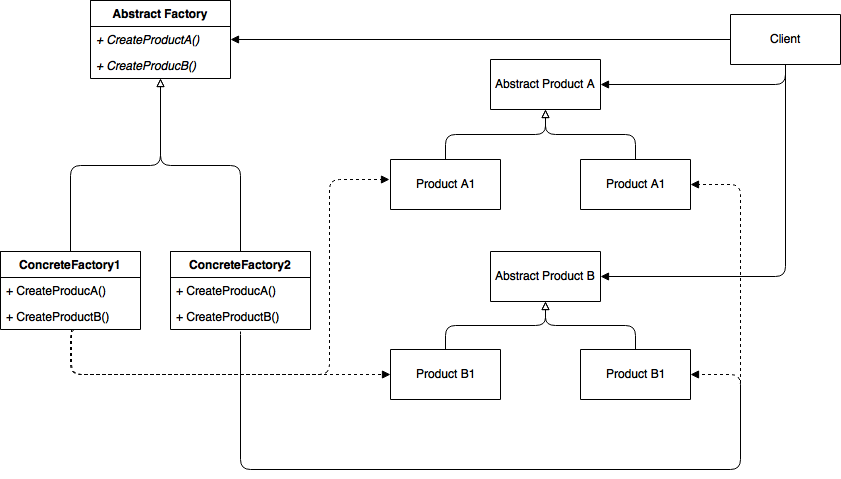 Abstract Factory
+ CreateProductA()
+ CreateProducB()
Client
Abstract Product A
Product A1
Product A1
ConcreteFactory1
+ CreateProducA()
+ CreateProductB()
ConcreteFactory2
+ CreateProducA()
+ CreateProductB()
Abstract Product B
Product B1
Product B1